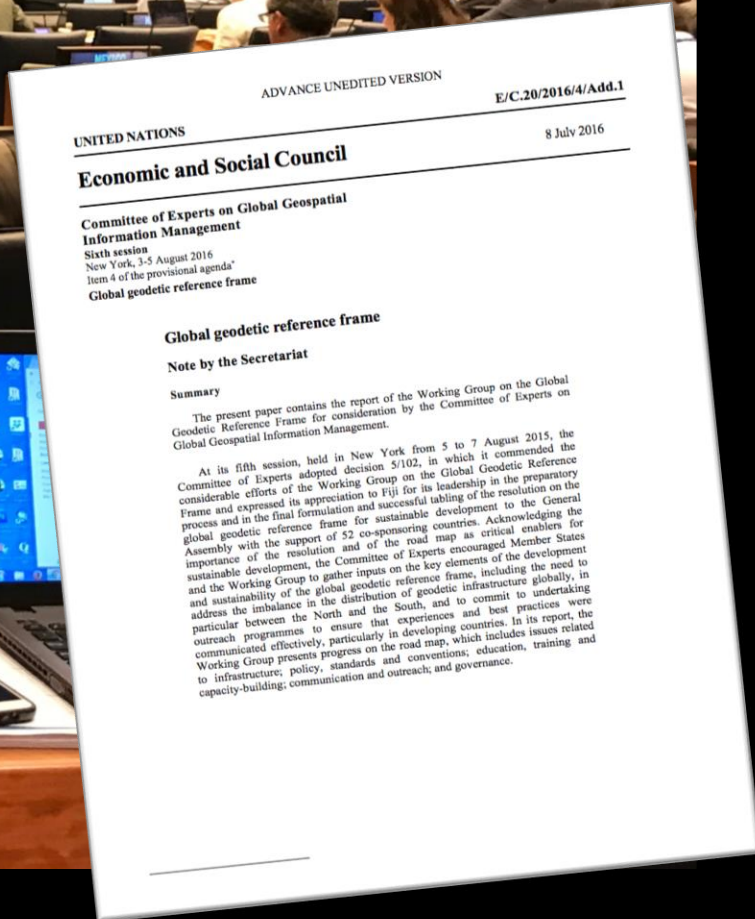 ADVANCE UNEDITED VERSION
UNITED NATIONS
E/C.20/2016/4/Add.1
Economic and Social Council
8 July 2016
Committee of Experts on Global Geospatial
Information Management
Sixth session
New York, 3-5 August 2016
Item 4 of the provisional agenda*
Global geodetic reference frame
Global geodetic reference frame
Note by the Secretariat
Summary
The present paper contains the report of the Working Group on the Global
Geodetic Reference Frame for consideration by the Committee of Experts on
Global Geospatial Information Management.
At its fifth session, held in New York from 5 to 7 August 2015, the
Committee of Experts adopted decision 5/102, in which it commended the
considerable efforts of the Working Group on the Global Geodetic Reference
Frame and expressed its appreciation to Fiji for its leadership in the preparatory
process and in the final formulation and successful tabling of the resolution on the
global geodetic reference frame for sustainable development to the General
Assembly with the support of 52 co-sponsoring countries. Acknowledging the
importance of the resolution and of the road map as critical enablers for
sustainable development, the Committee of Experts encouraged Member States
and the Working Group to gather inputs on the key elements of the development
and sustainability of the global geodetic reference frame, including the need to
address the imbalance in the distribution of geodetic infrastructure globally, in
particular between the North and the South, and to commit to undertaking
outreach programmes to ensure that experiences and best practices were
communicated effectively, particularly in developing countries. In its report, the
Working Group presents progress on the road map, which includes issues related
to infrastructure; policy, standards and conventions; education, training and
capacity-building; communication and outreach; and governance.